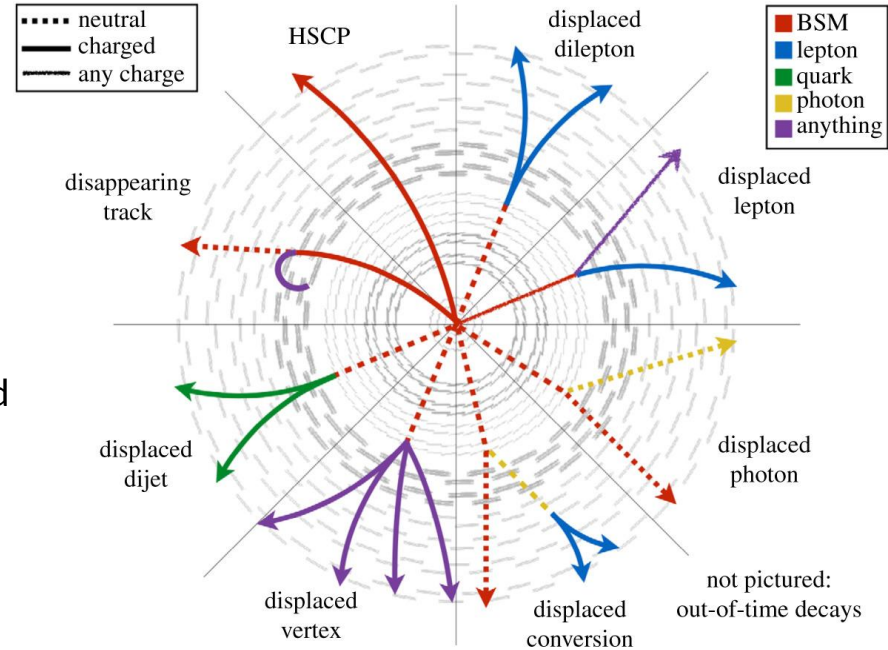 neutral
charged
any charge
HSCP
displaced
dilepton
BSM
lepton
quark
photon
anything
disappearing
track
displaced
lepton
d
displaced
dijet
displaced
photon
displaced
vertex
displaced
conversion
not pictured:
out-of-time decays